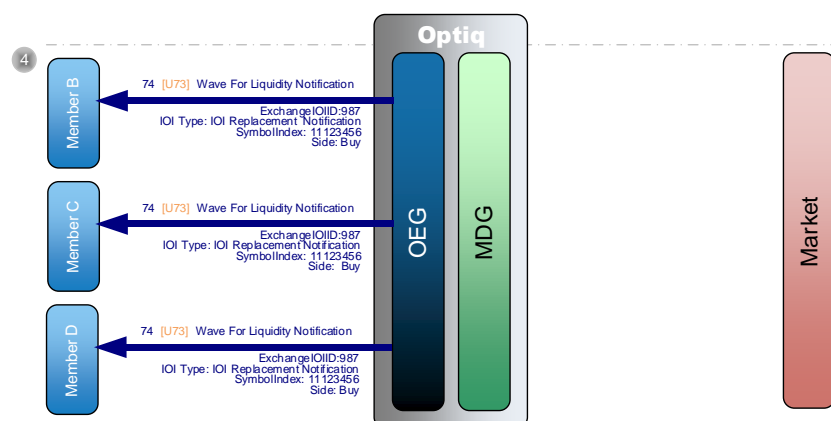 Optiq
4
Member B
74 [U73] Wave For Liquidity Notification
ExchangeIOIID:987
IOI Type: IOI Replacement Notification
SymbolIndex: 11123456
Side: Buy
Member C
74 [U73] Wave For Liquidity Notification
ExchangeIOIID:987
IOI Type: IOI Replacement Notification
SymbolIndex: 11123456
Side: Buy
Member D
74 [U73] Wave For Liquidity Notification
ExchangeIOIID:987
IOI Type: IOI Replacement Notification
SymbolIndex: 11123456
Side: Buy
OEG
MDG
Market